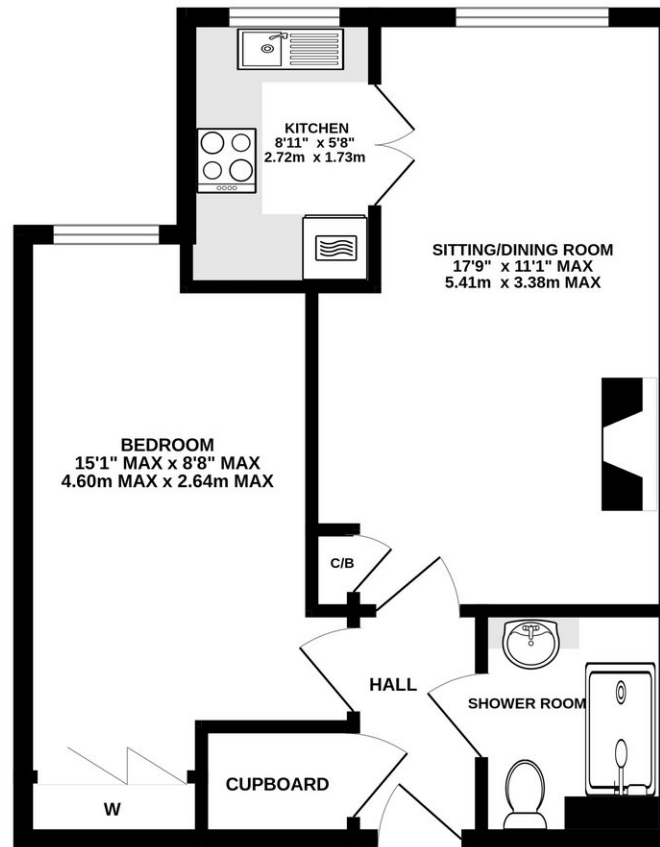 KITCHEN
8'11" x 5'8"
2.72m x 1.73m
SITTING/DINING ROOM
17'9" x 11'1" MAX
5.41m x 3.38m MAX
BEDROOM
15'1" MAX x 8'8" MAX
4.60m MAX x 2.64m MAX
C/B
HALL
SHOWER ROOM
CUPBOARD
W